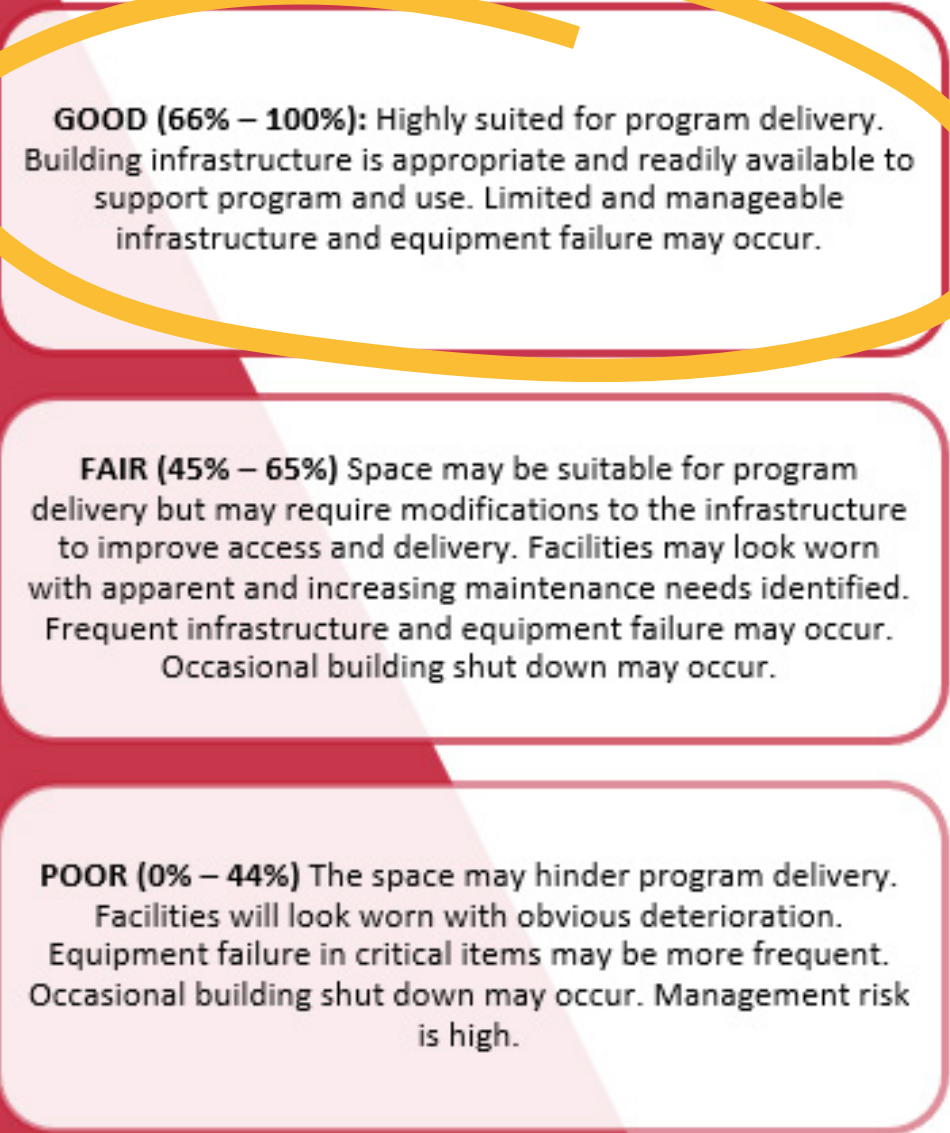 GOOD (66% – 100%): Highly suited for program delivery.
Building infrastructure is appropriate and readily available to
support program and use. Limited and manageable
infrastructure and equipment failure may occur.
FAIR (45% – 65%) Space may be suitable for program
delivery but may require modifications to the infrastructure
to improve access and delivery. Facilities may look worn
with apparent and increasing maintenance needs identified.
Frequent infrastructure and equipment failure may occur.
Occasional building shut down may occur.
POOR (0% – 44%) The space may hinder program delivery.
Facilities will look worn with obvious deterioration.
Equipment failure in critical items may be more frequent.
Occasional building shut down may occur. Management risk
is high.